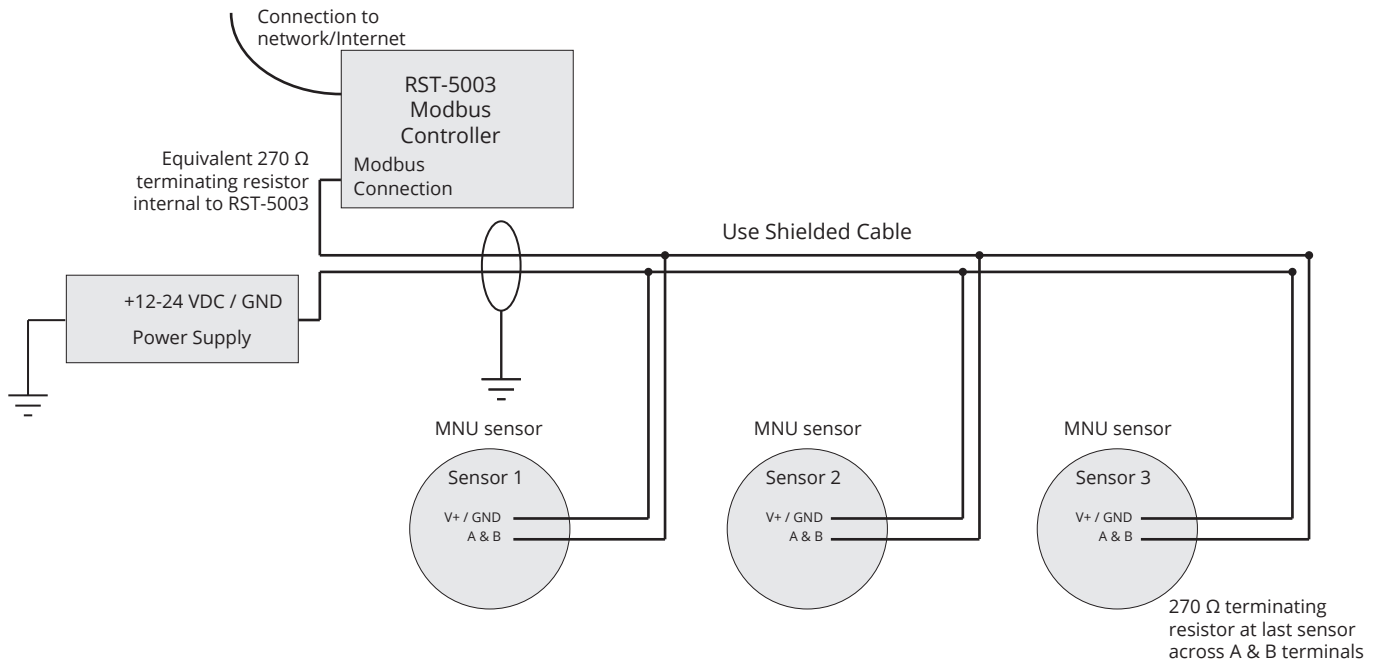 Connection to
network/Internet
RST-5003
Modbus
Controller
Equivalent 270 Ω
terminating resistor
internal to RST-5003
Modbus
Connection
Use Shielded Cable
+12-24 VDC / GND
Power Supply
MNU sensor
Sensor 1
V+ / GND
A & B
MNU sensor
Sensor 2
V+ / GND
A & B
MNU sensor
Sensor 3
V+ / GND
A & B
270 Ω terminating
resistor at last sensor
across A & B terminals